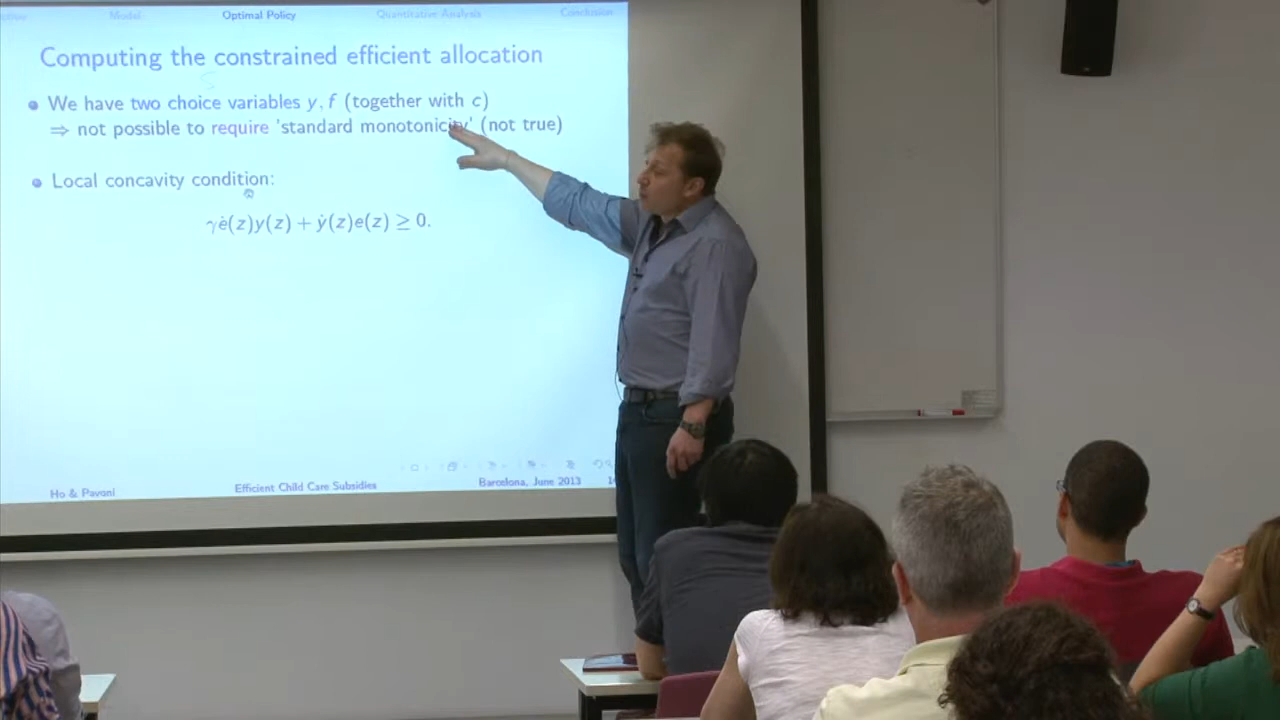 Model Optimal Policy Quantitative Analysis Conclusion
Computing the constrained efficient allocation
We have two choice variables y, f (together with c)
⇒ not possible to require 'standard monotonicity' (not true)
Local concavity condition:
γė(z)y(z) + ẏ(z)e(z) ≥ 0.
Ho & Pavoni Efficient Child Care Subsidies Barcelona, June 2013